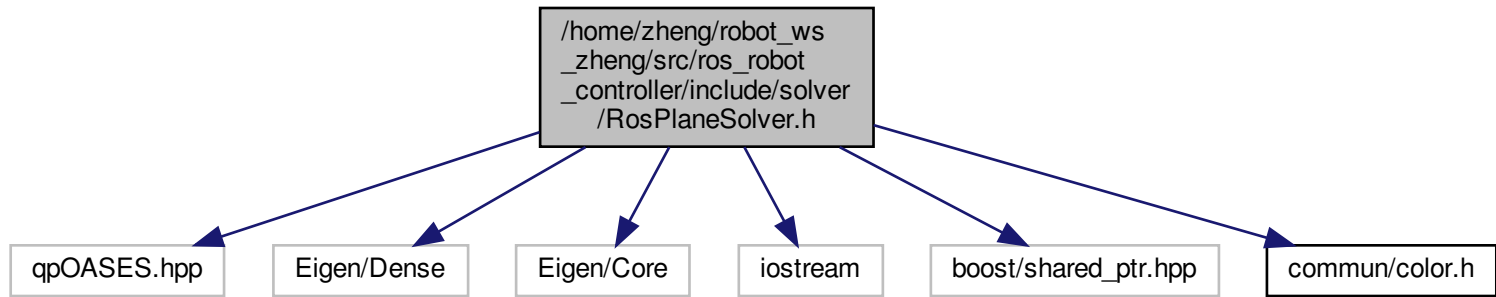 /home/zheng/robot_ws
_zheng/src/ros_robot
_controller/include/solver
/RosPlaneSolver.h
qpOASES.hpp
Eigen/Dense
Eigen/Core
iostream
boost/shared_ptr.hpp
commun/color.h